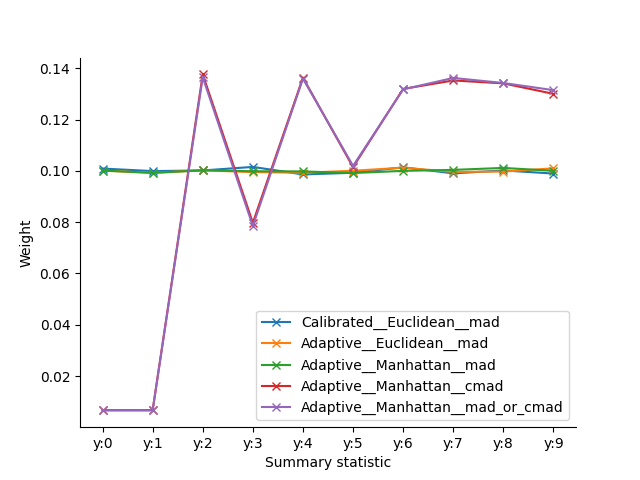 0.14
0.12
0.10
0.08
0.06
0.04
0.02
Weight
Calibrated__Euclidean__mad
Adaptive__Euclidean__mad
Adaptive__Manhattan__mad
Adaptive__Manhattan__cmad
Adaptive__Manhattan__mad_or_cmad
y:0 y:1 y:2 y:3 y:4 y:5 y:6 y:7 y:8 y:9
Summary statistic